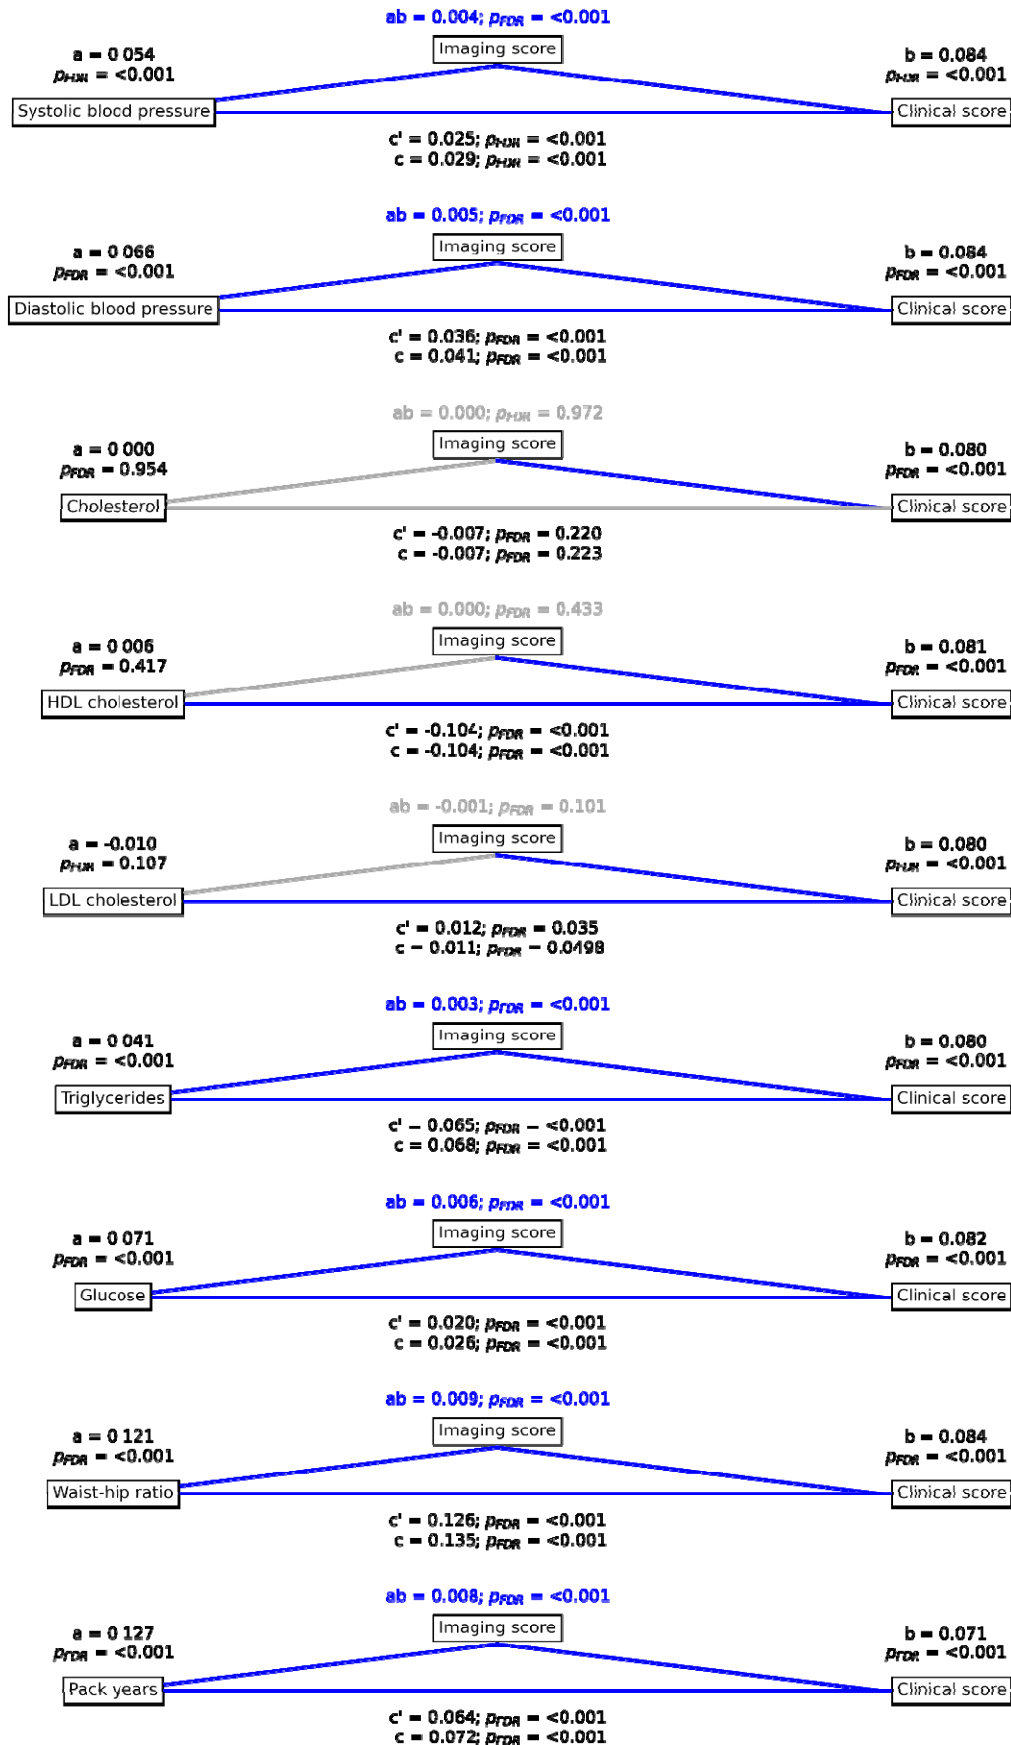 ab = 0.004; pFDR = <0.001
Imaging score
a = 0.054
pFDR = <0.001
b = 0.084
pFDR = <0.001
Systolic blood pressure
Clinical score
c' = 0.025; pFDR = <0.001
c = 0.029; pFDR = <0.001
ab = 0.005; pFDR = <0.001
Imaging score
a = 0.066
pFDR = <0.001
b = 0.084
pFDR = <0.001
Diastolic blood pressure
Clinical score
c' = 0.036; pFDR = <0.001
c = 0.041; pFDR = <0.001
ab = 0.000; pFDR = 0.972
Imaging score
a = 0.000
pFDR = 0.954
b = 0.080
pFDR = <0.001
Cholesterol
Clinical score
c' = -0.007; pFDR = 0.220
c = -0.007; pFDR = 0.223
ab = 0.000; pFDR = 0.433
Imaging score
a = 0.006
pFDR = 0.417
b = 0.081
pFDR = <0.001
HDL cholesterol
Clinical score
c' = -0.104; pFDR = <0.001
c = -0.104; pFDR = <0.001
ab = -0.001; pFDR = 0.101
Imaging score
a = -0.010
pFDR = 0.107
b = 0.080
pFDR = <0.001
LDL cholesterol
Clinical score
c' = 0.012; pFDR = 0.035
c = 0.011; pFDR = 0.0498
ab = 0.003; pFDR = <0.001
Imaging score
a = 0.041
pFDR = <0.001
b = 0.080
pFDR = <0.001
Triglycerides
Clinical score
c' = 0.065; pFDR = <0.001
c = 0.068; pFDR = <0.001
ab = 0.006; pFDR = <0.001
Imaging score
a = 0.071
pFDR = <0.001
b = 0.082
pFDR = <0.001
Glucose
Clinical score
c' = 0.020; pFDR = <0.001
c = 0.026; pFDR = <0.001
ab = 0.009; pFDR = <0.001
Imaging score
a = 0.121
pFDR = <0.001
b = 0.084
pFDR = <0.001
Waist-hip ratio
Clinical score
c' = 0.126; pFDR = <0.001
c = 0.135; pFDR = <0.001
ab = 0.008; pFDR = <0.001
Imaging score
a = 0.127
pFDR = <0.001
b = 0.071
pFDR = <0.001
Pack years
Clinical score
c' = 0.064; pFDR = <0.001
c = 0.072; pFDR = <0.001